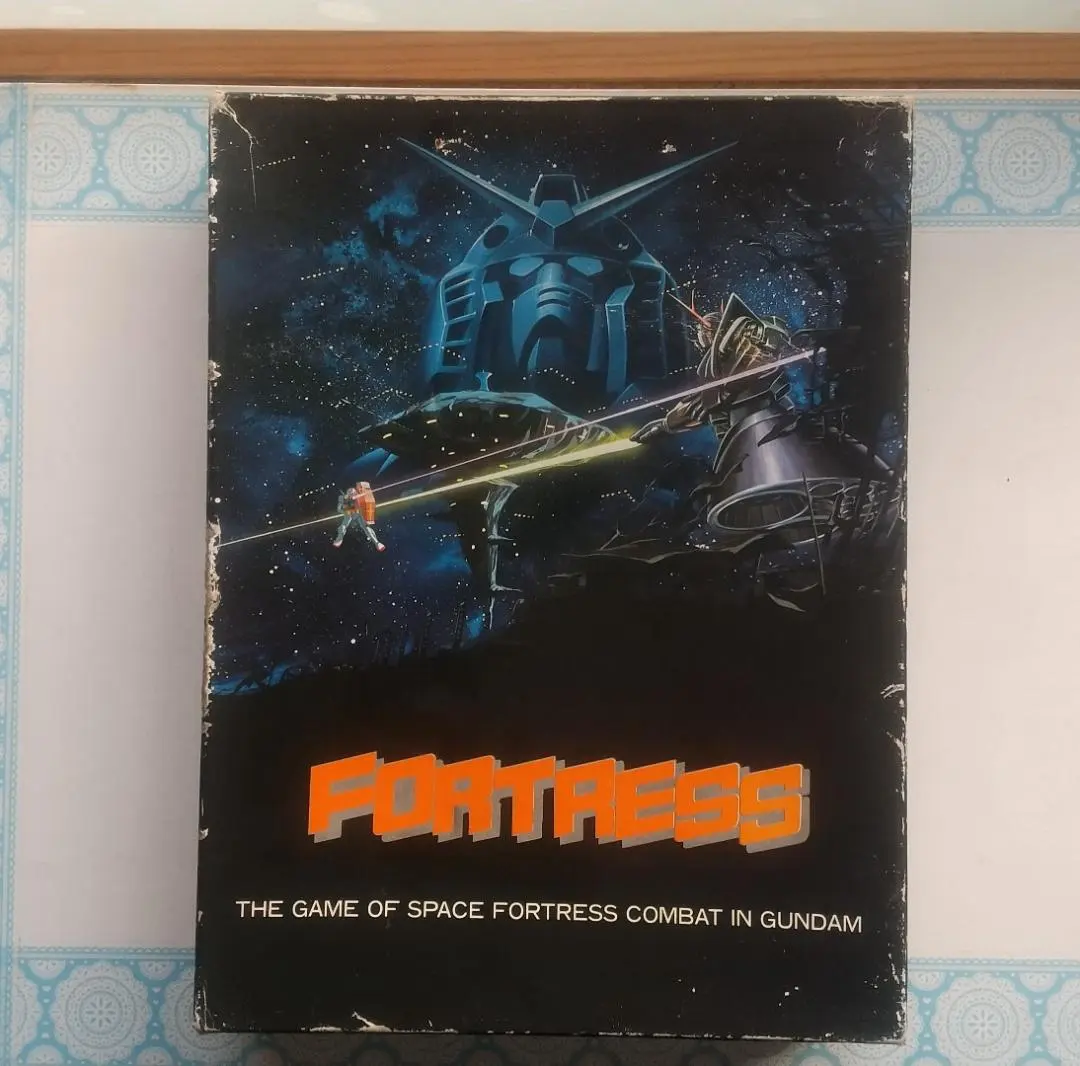 FORTRESS
THE GAME OF SPACE FORTRESS COMBAT IN GUNDAM